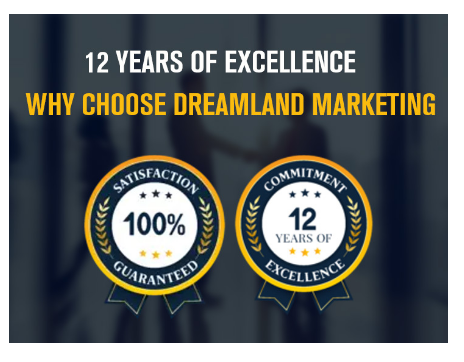 12 YEARS OF EXCELLENCE
WHY CHOOSE DREAMLAND MARKETING
SATISFACTION
100%
GUARANTEED
COMMITMENT
12
YEARS OF
EXCELLENCE